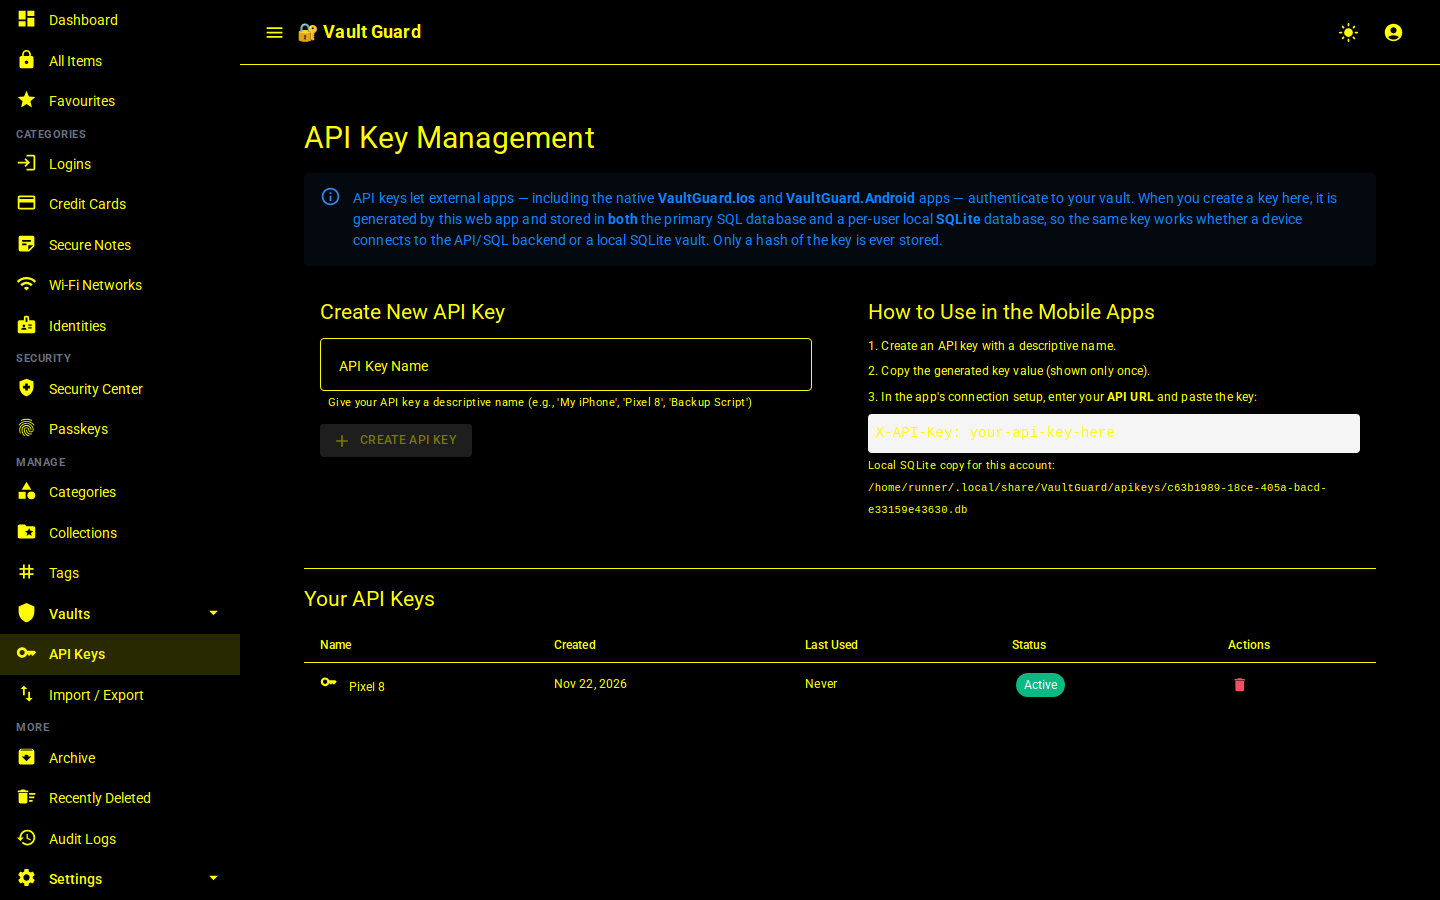 Dashboard
All Items
Favourites
CATEGORIES
Logins
Credit Cards
Secure Notes
Wi-Fi Networks
Identities
SECURITY
Security Center
Passkeys
MANAGE
Categories
Collections
Tags
Vaults
API Keys
Import / Export
MORE
Archive
Recently Deleted
Audit Logs
Settings
Vault Guard
API Key Management
API keys let external apps — including the native VaultGuard.Ios and VaultGuard.Android apps — authenticate to your vault. When you create a key here, it is
generated by this web app and stored in both the primary SQL database and a per-user local SQLite database, so the same key works whether a device
connects to the API/SQL backend or a local SQLite vault. Only a hash of the key is ever stored.
Create New API Key
API Key Name
Give your API key a descriptive name (e.g., 'My iPhone', 'Pixel 8', 'Backup Script')
CREATE API KEY
How to Use in the Mobile Apps
1. Create an API key with a descriptive name.
2. Copy the generated key value (shown only once).
3. In the app's connection setup, enter your API URL and paste the key:
X-API-Key: your-api-key-here
Local SQLite copy for this account:
/home/runner/.local/share/VaultGuard/apikeys/c63b1989-18ce-405a-bacd-
e33159e43630.db
Your API Keys
Name Created Last Used Status Actions
Pixel 8 Nov 22, 2026 Never Active